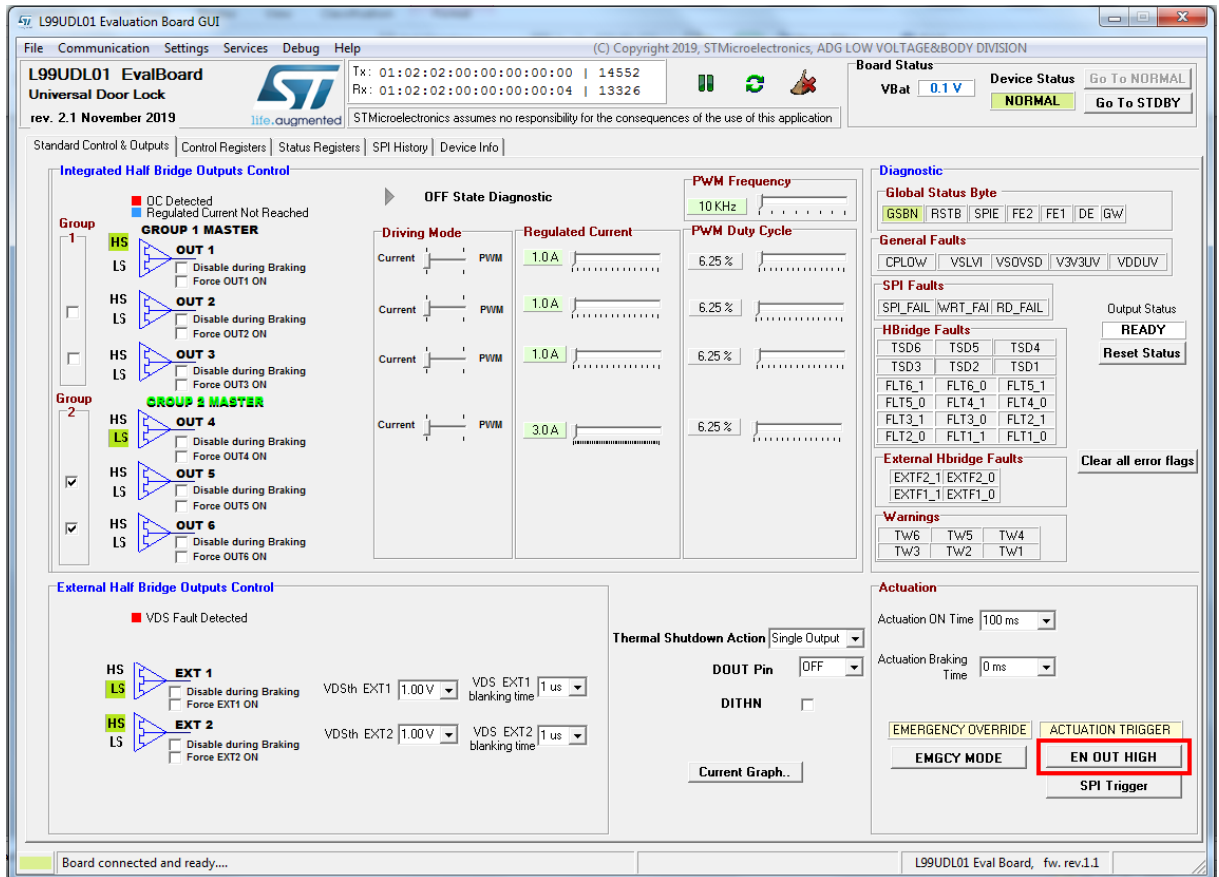 L99UDL01 Evaluation Board GUI
File Communication Settings Services Debug Help (C) Copyright 2019, STMicroelectronics, ADG LOW VOLTAGE&BODY DIVISION
L99UDL01 EvalBoard
Universal Door Lock
rev. 2.1 November 2019
life.augmented
Tx: 01:02:02:00:00:00:00:00 | 14552
Rx: 01:02:02:00:00:00:00:04 | 13326
STMicroelectronics assumes no responsibility for the consequences of the use of this application
Board Status
VBat 0.1 V
Device Status
NORMAL
Go To NORMAL
Go To STDBY
Standard Control & Outputs Control Registers Status Registers SPI History Device Info
Integrated Half Bridge Outputs Control
OC Detected
Regulated Current Not Reached
OFF State Diagnostic
Group
1
GROUP 1 MASTER
HS
LS
OUT 1
Disable during Braking
Force OUT1 ON
HS
LS
OUT 2
Disable during Braking
Force OUT2 ON
HS
LS
OUT 3
Disable during Braking
Force OUT3 ON
Group
2
GROUP 2 MASTER
HS
LS
OUT 4
Disable during Braking
Force OUT4 ON
HS
LS
OUT 5
Disable during Braking
Force OUT5 ON
HS
LS
OUT 6
Disable during Braking
Force OUT6 ON
Driving Mode
Current PWM
Current PWM
Current PWM
Current PWM
Regulated Current
1.0 A
1.0 A
1.0 A
3.0 A
PWM Frequency
10 KHz
PWM Duty Cycle
6.25 %
6.25 %
6.25 %
6.25 %
Diagnostic
Global Status Byte
GSBN RSTB SPIE FE2 FE1 DE GW
General Faults
CPLOW VSLVI VSOVSD V3V3UV VDDUV
SPI Faults
SPI_FAIL WRT_FAI RD_FAIL
HBridge Faults
TSD6 TSD5 TSD4
TSD3 TSD2 TSD1
FLT6_1 FLT6_0 FLT5_1
FLT5_0 FLT4_1 FLT4_0
FLT3_1 FLT3_0 FLT2_1
FLT2_0 FLT1_1 FLT1_0
External Hbridge Faults
EXTF2_1 EXTF2_0
EXTF1_1 EXTF1_0
Warnings
TW6 TW5 TW4
TW3 TW2 TW1
Output Status
READY
Reset Status
Clear all error flags
External Half Bridge Outputs Control
VDS Fault Detected
HS
LS
EXT 1
Disable during Braking
Force EXT1 ON
VDSth EXT1 1.00 V
VDS EXT1
blanking time
1 us
HS
LS
EXT 2
Disable during Braking
Force EXT2 ON
VDSth EXT2 1.00 V
VDS EXT2
blanking time
1 us
Thermal Shutdown Action Single Output
DOUT Pin OFF
DITHN
Current Graph..
Actuation
Actuation ON Time 100 ms
Actuation Braking
Time
0 ms
EMERGENCY OVERRIDE
EMGCY MODE
ACTUATION TRIGGER
EN OUT HIGH
SPI Trigger
Board connected and ready....
L99UDL01 Eval Board, fw. rev.1.1